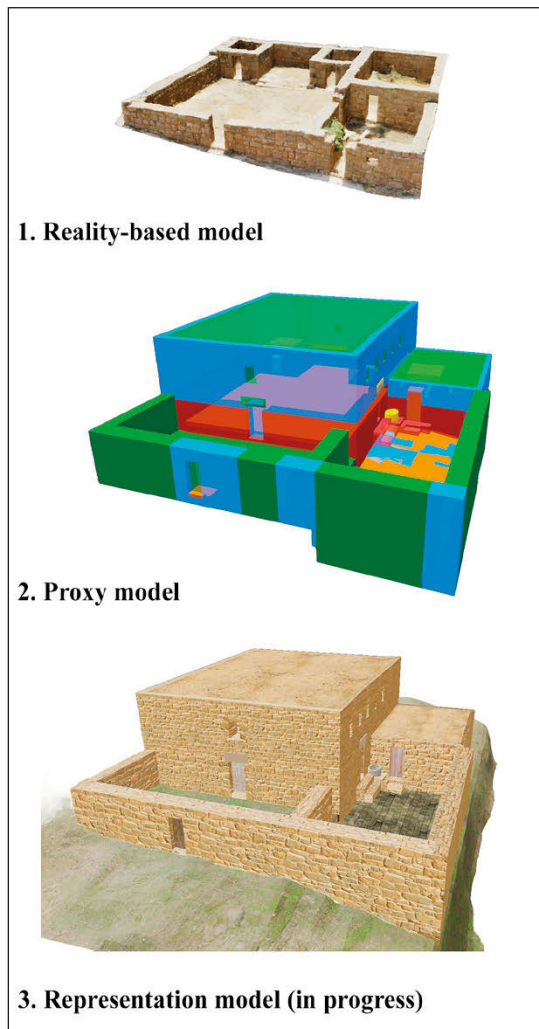 1. Reality-based model
2. Proxy model
3. Representation model (in progress)